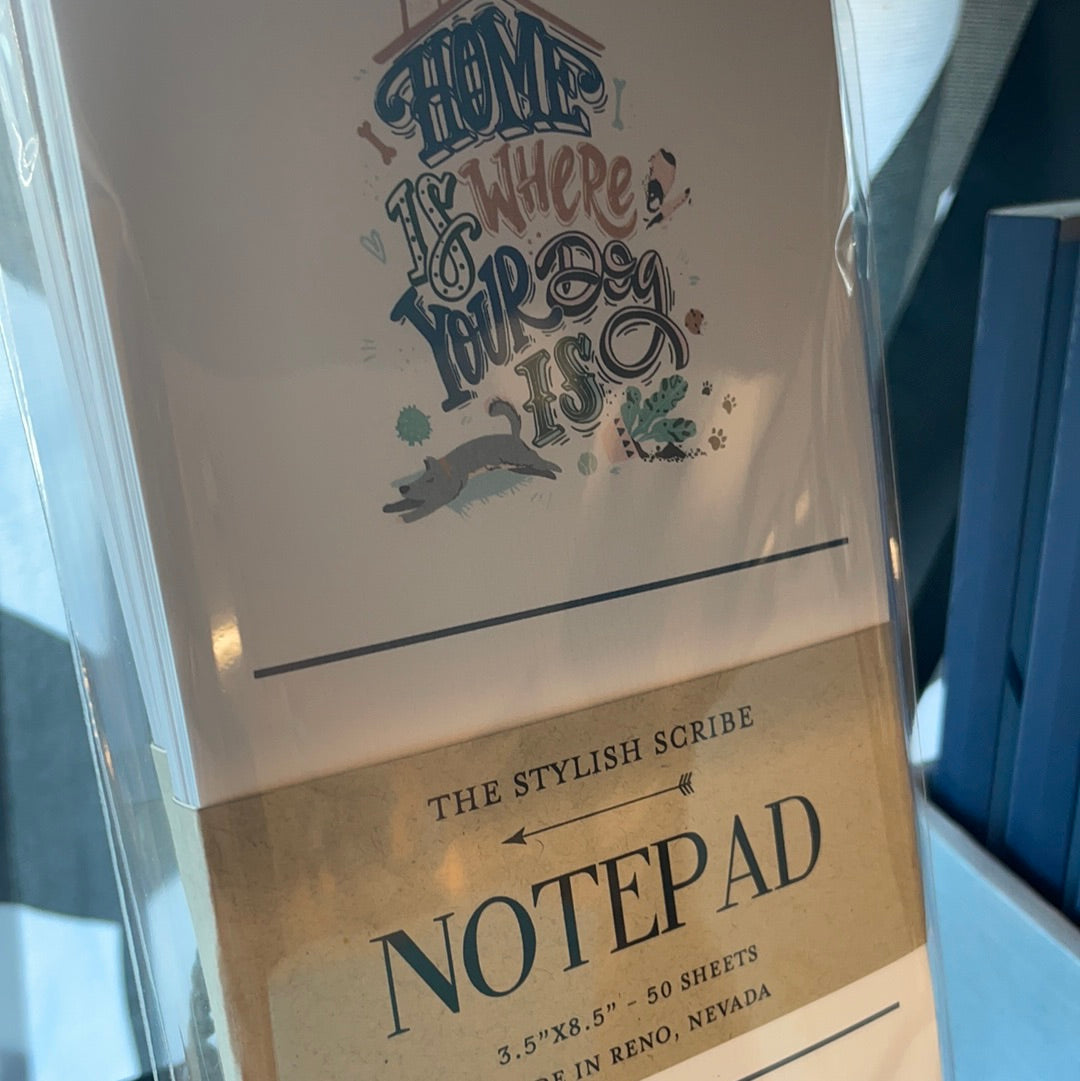 HOME
IS WHERE
YOUR DOG
IS
THE STYLISH SCRIBE
NOTEPAD
3.5”X8.5” - 50 SHEETS
IN RENO, NEVADA